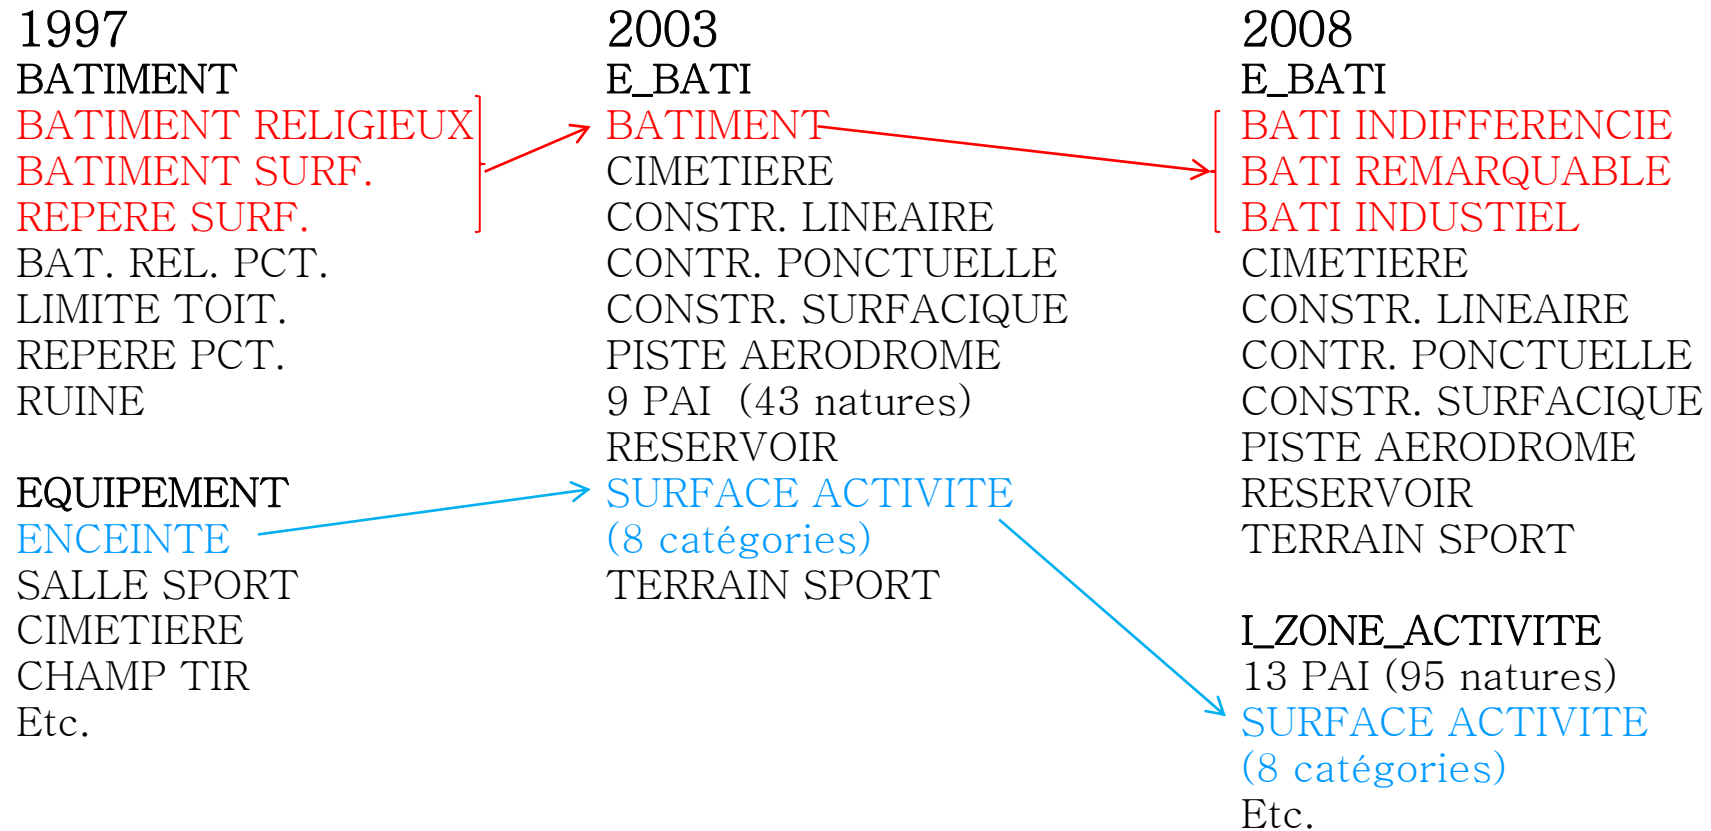 1997
BATIMENT
BATIMENT RELIGIEUX
BATIMENT SURF.
REPERE SURF.
BAT. REL. PCT.
LIMITE TOIT.
REPERE PCT.
RUINE
EQUIPEMENT
ENCEINTE
SALLE SPORT
CIMETIERE
CHAMP TIR
Etc.
2003
E_BATI
BATIMENT
CIMETIERE
CONSTR. LINEAIRE
CONTR. PONCTUELLE
CONSTR. SURFACIQUE
PISTE AERODROME
9 PAI (43 natures)
RESERVOIR
SURFACE ACTIVITE
(8 catégories)
TERRAIN SPORT
2008
E_BATI
BATI INDIFFERENCIE
BATI REMARQUABLE
BATI INDUSTIEL
CIMETIERE
CONSTR. LINEAIRE
CONTR. PONCTUELLE
CONSTR. SURFACIQUE
PISTE AERODROME
RESERVOIR
TERRAIN SPORT
I_ZONE_ACTIVITE
13 PAI (95 natures)
SURFACE ACTIVITE
(8 catégories)
Etc.